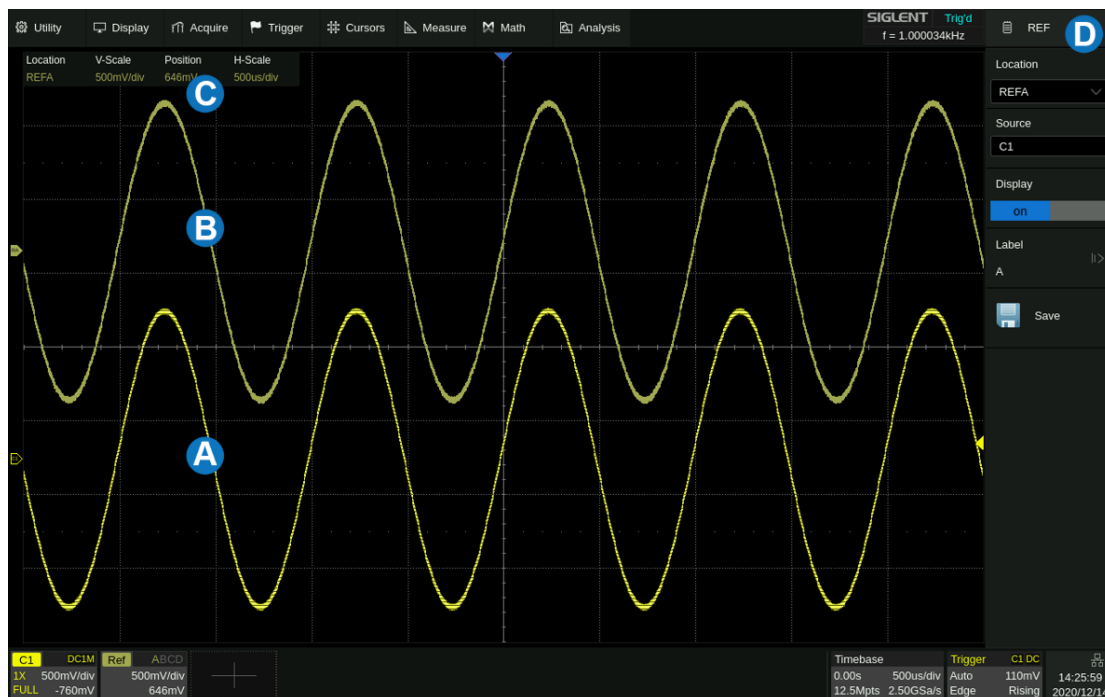 Utility Display Acquire Trigger Cursors Measure Math Analysis
SIGLENT Trig'd
f = 1.000034kHz
REF
D
Location V-Scale Position H-Scale
REFA 500mV/div 646mV 500us/div
C
B
A
Location
REFA
Source
C1
Display
on
Label
A
Save
C1 DC1M
1X 500mV/div
FULL -760mV
Ref ABCD
500mV/div
646mV
Timebase
0.00s 500us/div
12.5Mpts 2.50GSa/s
Trigger C1 DC
Auto 110mV
Edge Rising
14:25:59